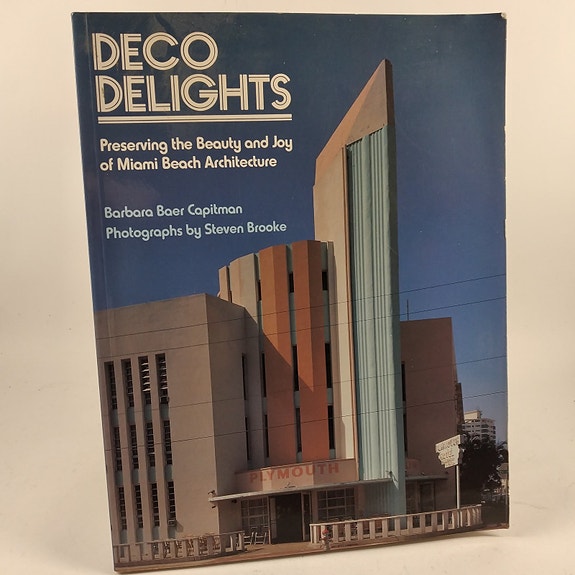 DECO
DELIGHTS
Preserving the Beauty and Joy
of Miami Beach Architecture
Barbara Baer Capitman
Photographs by Steven Brooke
PLYMOUTH